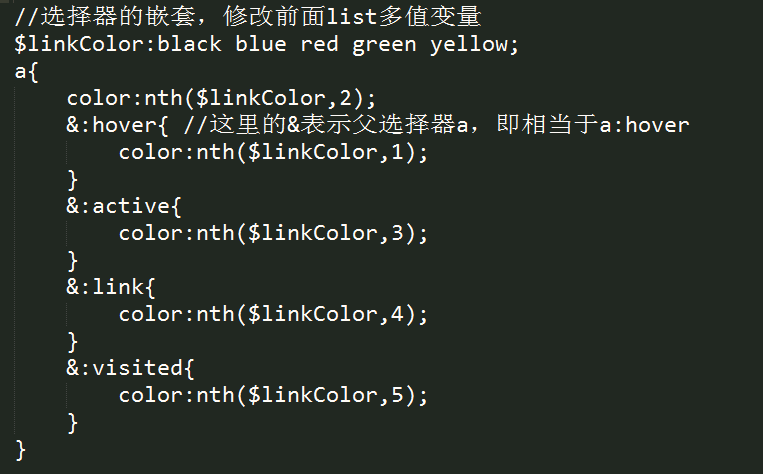 //选择器的嵌套，修改前面list多值变量
$linkColor:black blue red green yellow;
a{
    color:nth($linkColor,2);
    &:hover{ //这里的&表示父选择器a，即相当于a:hover
        color:nth($linkColor,1);
    }
    &:active{
        color:nth($linkColor,3);
    }
    &:link{
        color:nth($linkColor,4);
    }
    &:visited{
        color:nth($linkColor,5);
    }
}